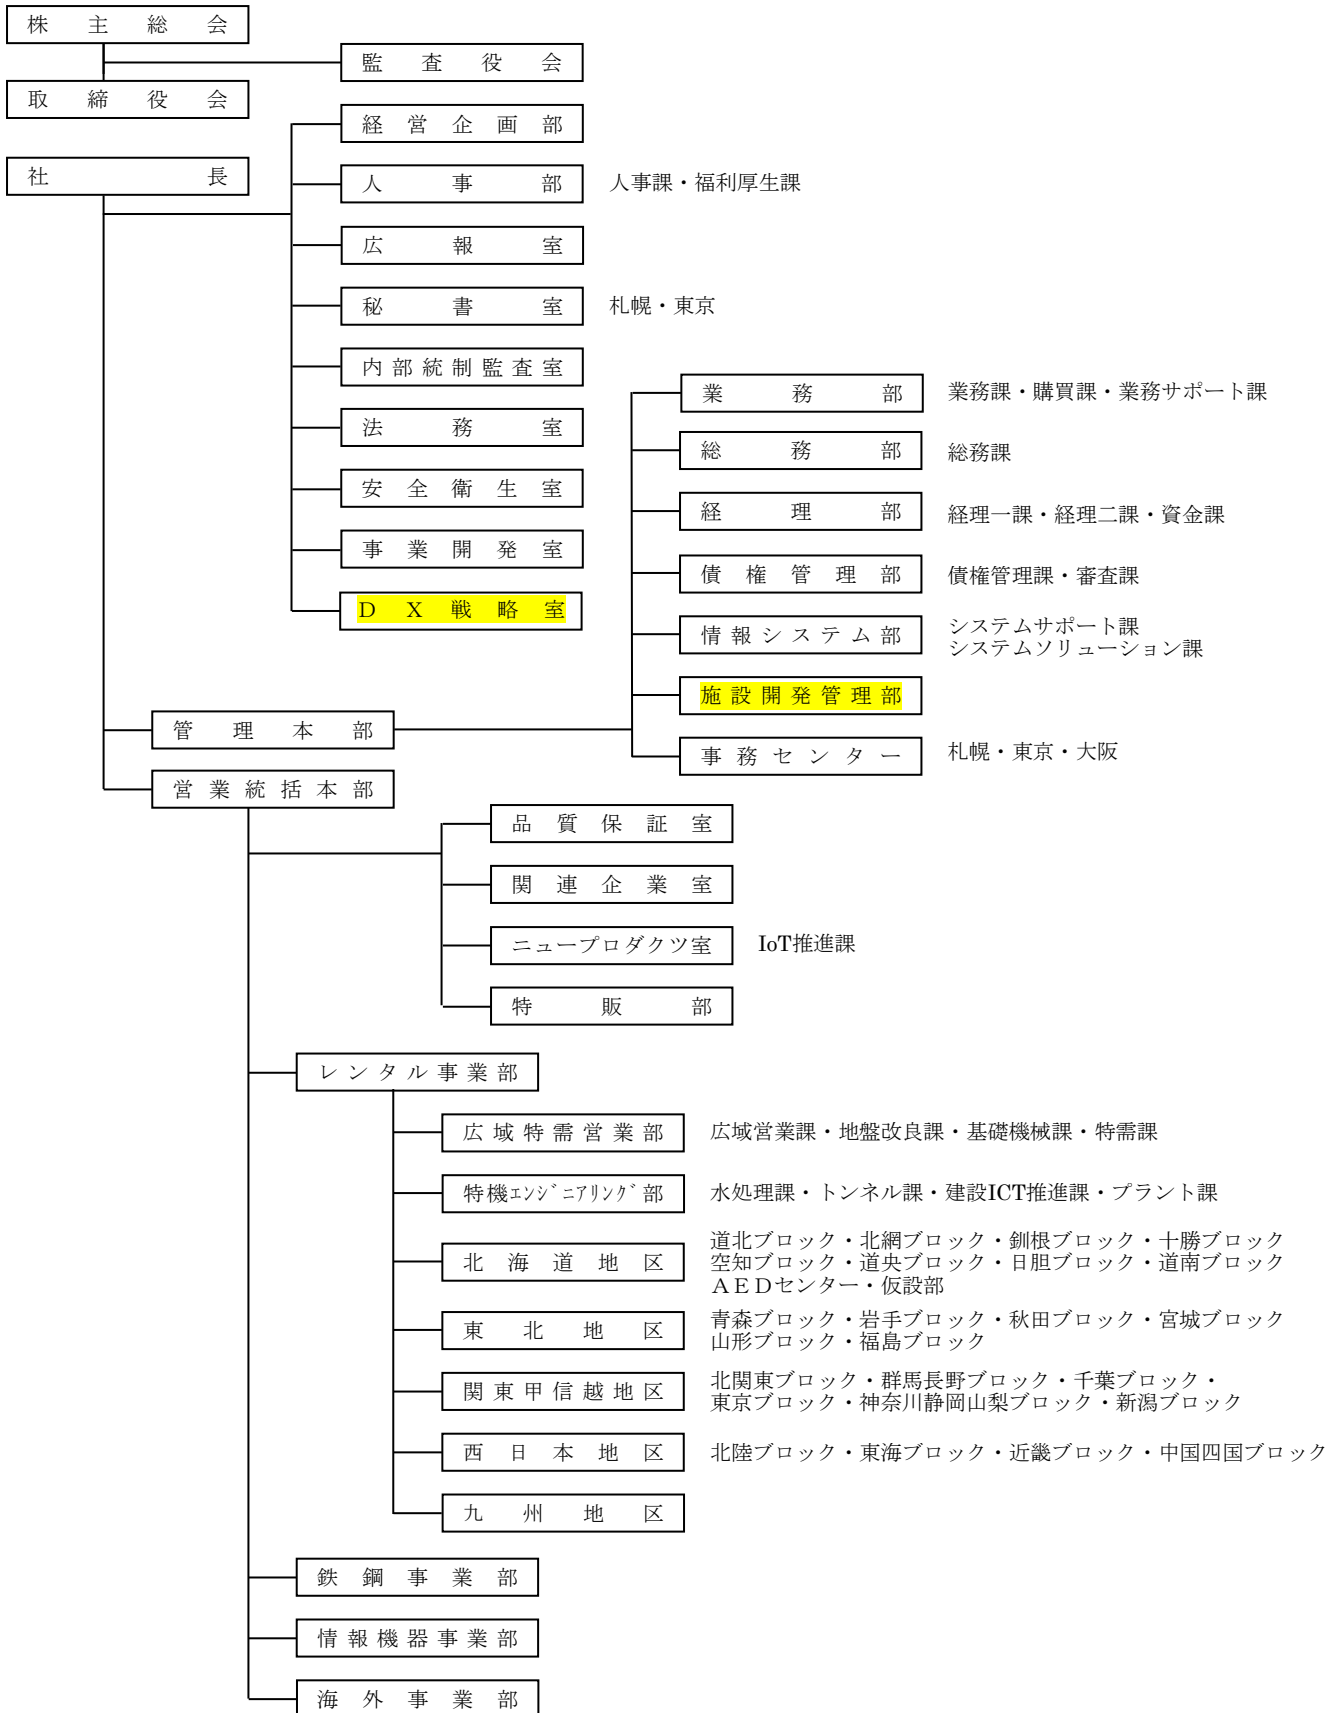 株主総会
監査役会
取締役会
経営企画部
社長
人事部 人事課・福利厚生課
広報室
秘書室 札幌・東京
内部統制監査室
業務部 業務課・購買課・業務サポート課
法務室
総務部 総務課
安全衛生室
経理部 経理一課・経理二課・資金課
事業開発室
債権管理部 債権管理課・審査課
ＤＸ戦略室
情報システム部 システムサポート課
システムソリューション課
施設開発管理部
管理本部
事務センター 札幌・東京・大阪
営業統括本部
品質保証室
関連企業室
ニュープロダクツ室 IoT推進課
特販部
レンタル事業部
広域特需営業部 広域営業課・地盤改良課・基礎機械課・特需課
特機ｴﾝｼﾞﾆｱﾘﾝｸﾞ部 水処理課・トンネル課・建設ICT推進課・プラント課
北海道地区 道北ブロック・北網ブロック・釧根ブロック・十勝ブロック
空知ブロック・道央ブロック・日胆ブロック・道南ブロック
ＡＥＤセンター・仮設部
東北地区 青森ブロック・岩手ブロック・秋田ブロック・宮城ブロック
山形ブロック・福島ブロック
関東甲信越地区 北関東ブロック・群馬長野ブロック・千葉ブロック・
東京ブロック・神奈川静岡山梨ブロック・新潟ブロック
西日本地区 北陸ブロック・東海ブロック・近畿ブロック・中国四国ブロック
九州地区
鉄鋼事業部
情報機器事業部
海外事業部